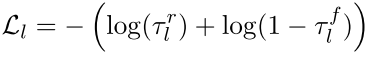 $\mathcal{L}_l = -\left(\log(\tau_l^r) + \log(1 - \tau_l^f)\right)$